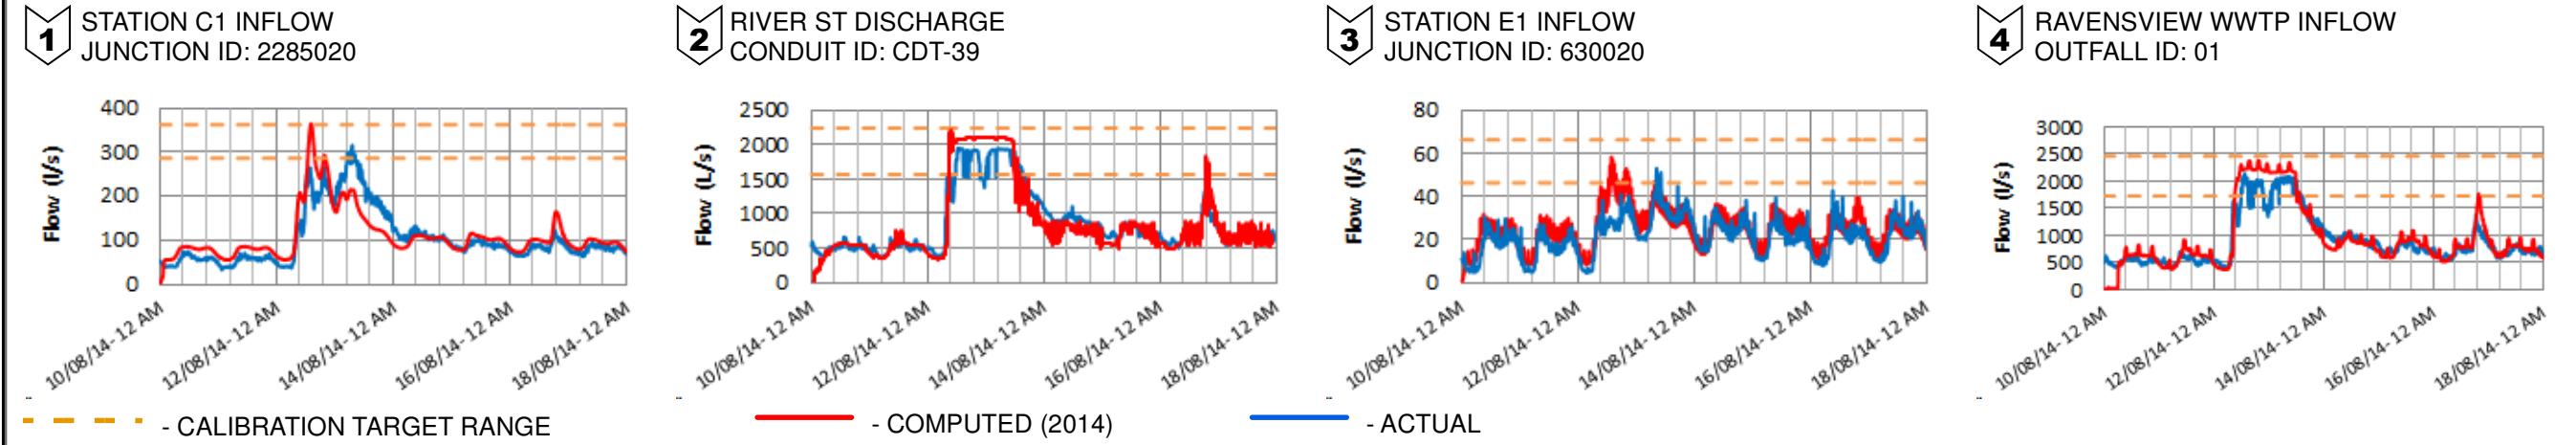 1 STATION C1 INFLOW
JUNCTION ID: 2285020
Flow (l/s)
400
300
200
100
0
10/08/14- 12 AM
12/08/14- 12 AM
14/08/14- 12 AM
16/08/14- 12 AM
18/08/14- 12 AM
2 RIVER ST DISCHARGE
CONDUIT ID: CDT-39
Flow (L/s)
2500
2000
1500
1000
500
0
10/08/14- 12 AM
12/08/14- 12 AM
14/08/14- 12 AM
16/08/14- 12 AM
18/08/14- 12 AM
3 STATION E1 INFLOW
JUNCTION ID: 630020
Flow (l/s)
80
60
40
20
0
10/08/14- 12 AM
12/08/14- 12 AM
14/08/14- 12 AM
16/08/14- 12 AM
18/08/14- 12 AM
4 RAVENSVIEW WWTP INFLOW
OUTFALL ID: 01
Flow (l/s)
3000
2500
2000
1500
1000
500
0
10/08/14- 12 AM
12/08/14- 12 AM
14/08/14- 12 AM
16/08/14- 12 AM
18/08/14- 12 AM
- CALIBRATION TARGET RANGE
- COMPUTED (2014)
- ACTUAL